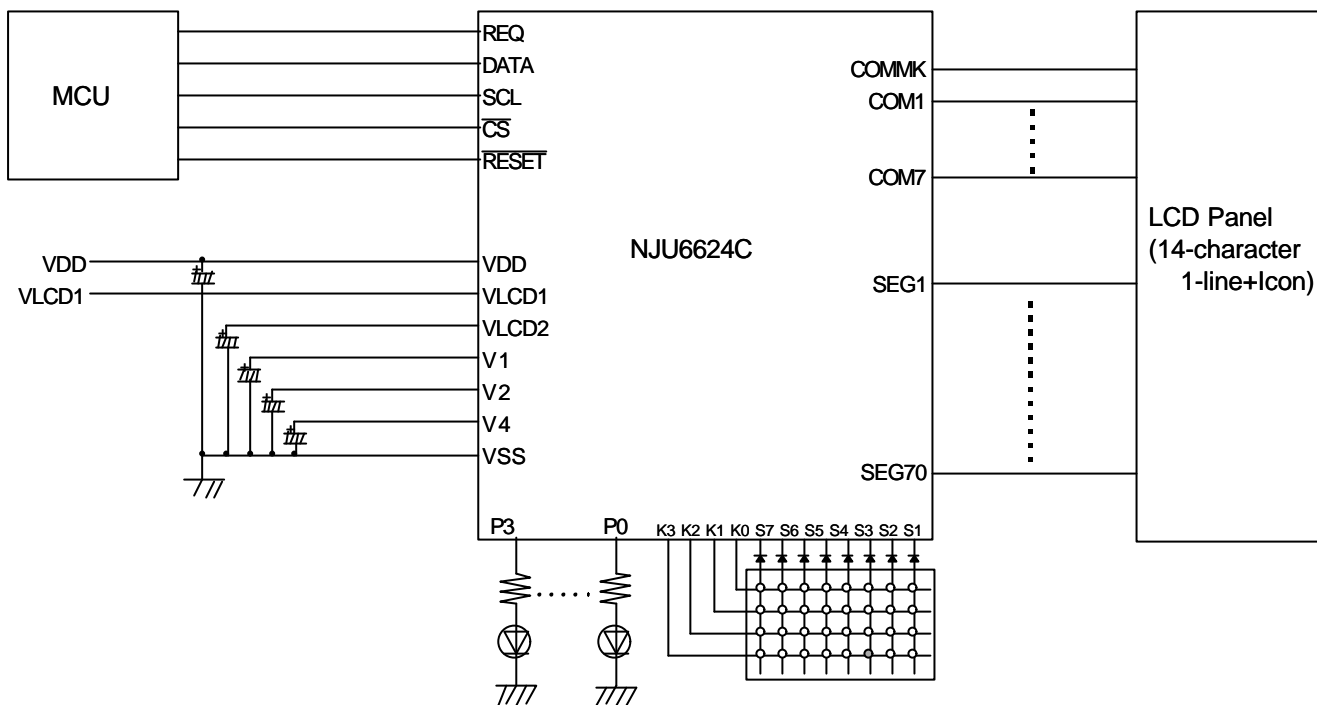 MCU
REQ
DATA
SCL
CS
RESET
COMMK
COM1
COM7
NJU6624C
LCD Panel
(14-character
1-line+Icon)
VDD
VLCD1
VDD
VLCD1
VLCD2
V1
V2
V4
VSS
SEG1
SEG70
P3
P0
K3 K2 K1 K0 S7 S6 S5 S4 S3 S2 S1